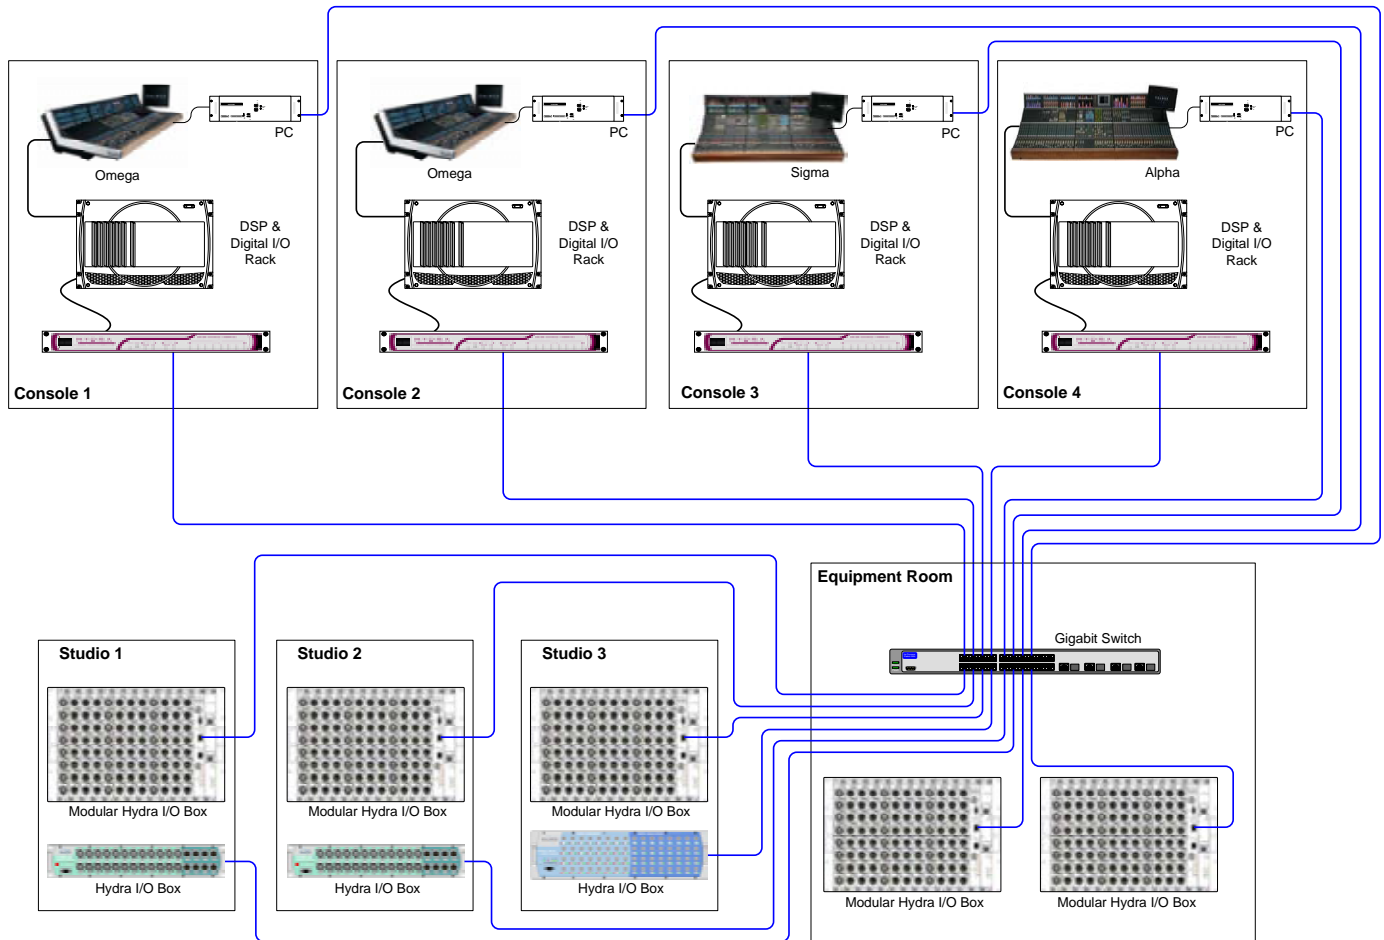 PC
PC
PC
PC
Omega
Omega
Sigma
Alpha
DSP &
Digital I/O
Rack
DSP &
Digital I/O
Rack
DSP &
Digital I/O
Rack
DSP &
Digital I/O
Rack
Console 1
Console 2
Console 3
Console 4
Equipment Room
Gigabit Switch
Studio 1
Studio 2
Studio 3
Modular Hydra I/O Box
Modular Hydra I/O Box
Modular Hydra I/O Box
Hydra I/O Box
Hydra I/O Box
Hydra I/O Box
Modular Hydra I/O Box
Modular Hydra I/O Box